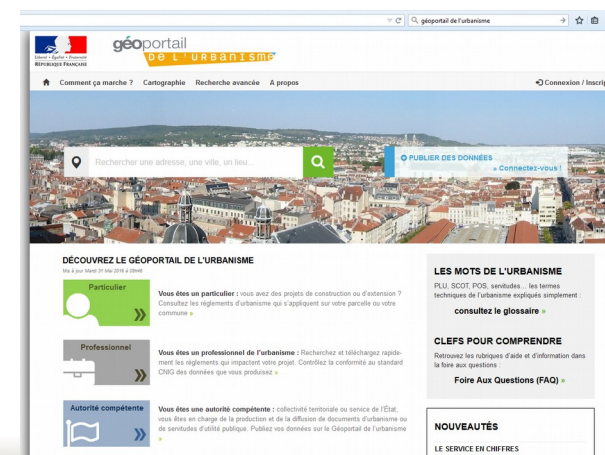 géoportail de l'urbanisme
Liberté • Égalité • Fraternité
RÉPUBLIQUE FRANÇAISE
géoportail
DE L'URBANISME
Comment ça marche ? Cartographie Recherche avancée A propos
Connexion / Inscrip
Rechercher une adresse, une ville, un lieu...
PUBLIER DES DONNÉES
» Connectez-vous !
DÉCOUVREZ LE GÉOPORTAIL DE L'URBANISME
Mis à jour Mardi 31 Mai 2016 à 09h46
Particulier
Vous êtes un particulier : vous avez des projets de construction ou d'extension ?
Consultez les règlements d'urbanisme qui s'appliquent sur votre parcelle ou votre
commune »
Professionnel
Vous êtes un professionnel de l'urbanisme : Recherchez et téléchargez rapide-
ment les règlements qui impactent votre projet. Contrôlez la conformité au standard
CNIG des données que vous produisez »
Autorité compétente
Vous êtes une autorité compétente : collectivité territoriale ou service de l'État,
vous êtes en charge de la production et de la diffusion de documents d'urbanisme ou
de servitudes d'utilité publique. Publiez vos données sur le Géoportail de l'urbanisme
»
LES MOTS DE L'URBANISME
PLU, SCOT, POS, servitudes... les termes
techniques de l'urbanisme expliqués simplement :
consultez le glossaire »
CLEFS POUR COMPRENDRE
Retrouvez les rubriques d'aide et d'information dans
la foire aux questions :
Foire Aux Questions (FAQ) »
NOUVEAUTÉS
LE SERVICE EN CHIFFRES